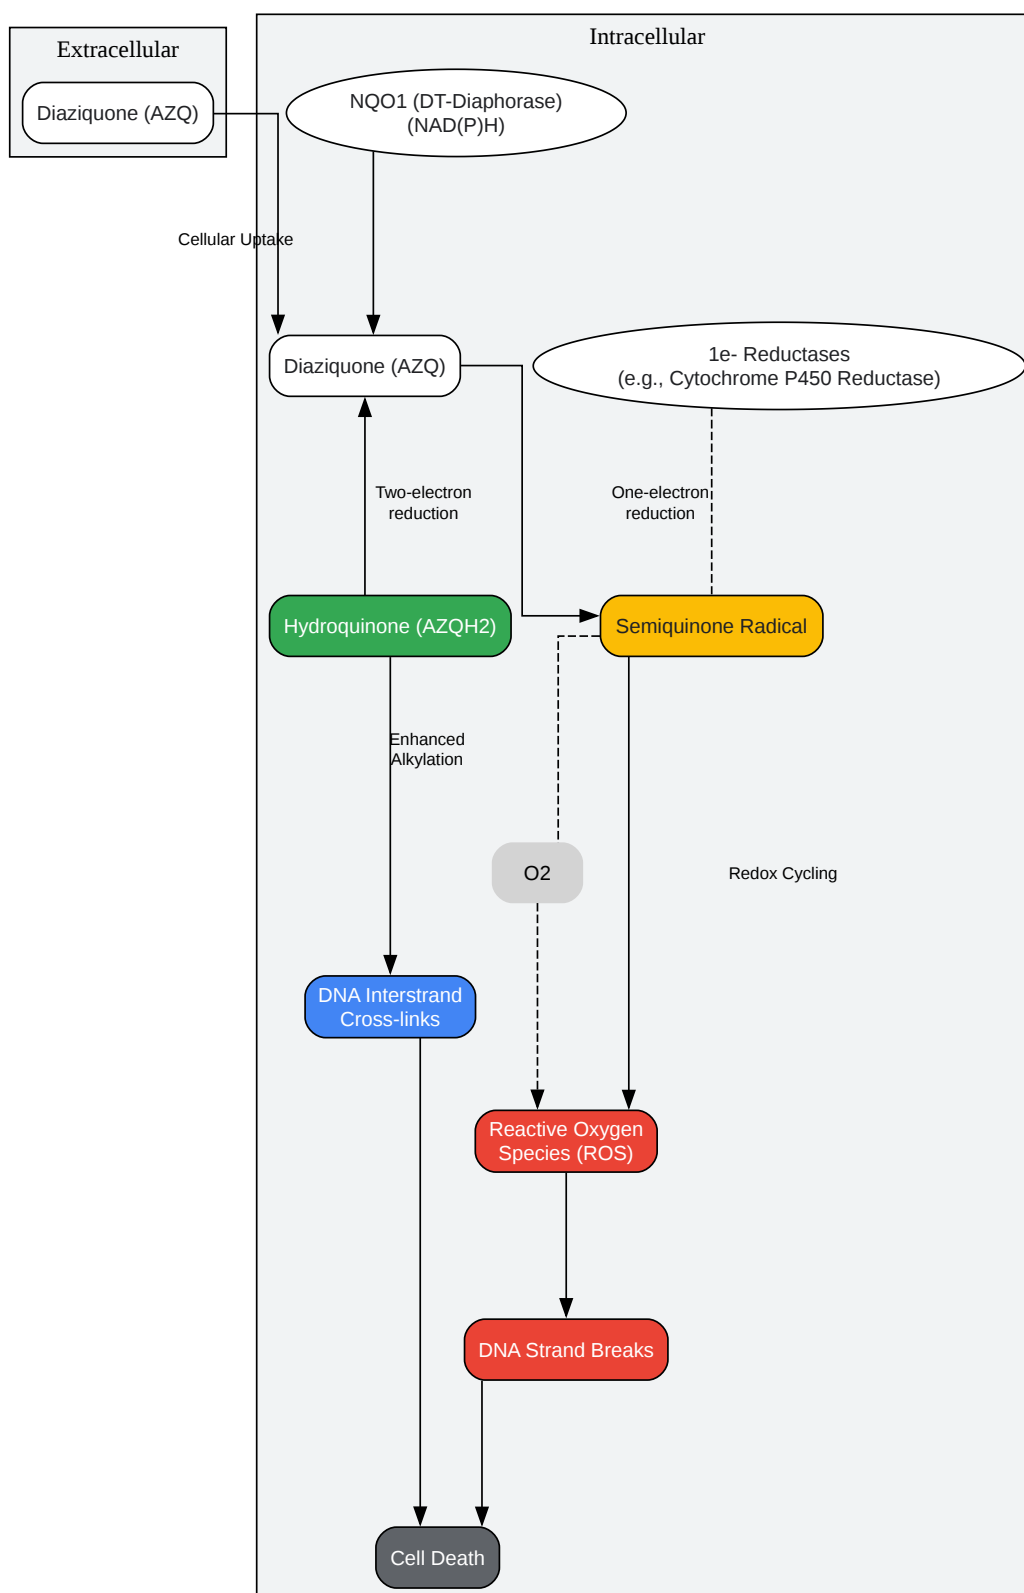 Extracellular
Intracellular
Diaziquone (AZQ)
NQO1 (DT-Diaphorase)
(NAD(P)H)
Cellular Uptake
Diaziquone (AZQ)
1e- Reductases
(e.g., Cytochrome P450 Reductase)
Two-electron
reduction
One-electron
reduction
Hydroquinone (AZQH2)
Semiquinone Radical
Enhanced
Alkylation
O2
Redox Cycling
DNA Interstrand
Cross-links
Reactive Oxygen
Species (ROS)
DNA Strand Breaks
Cell Death